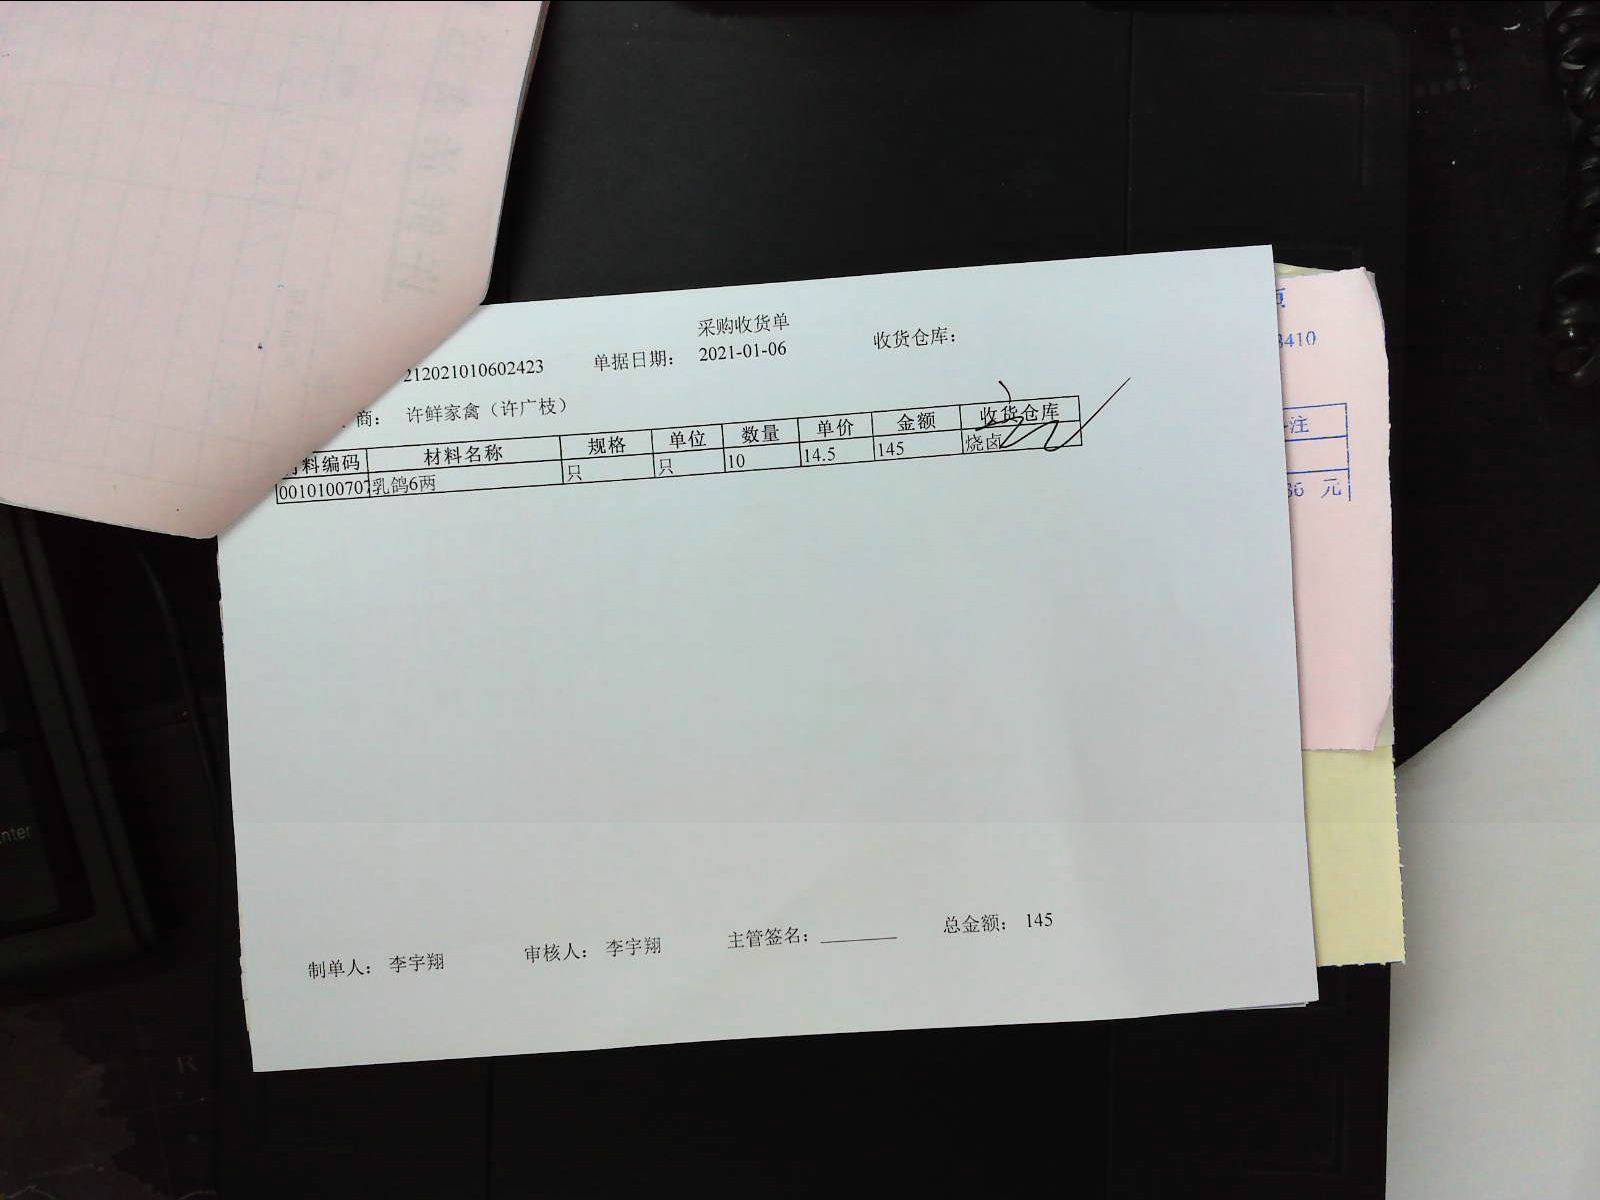 采购收货单
212021010602423 单据日期： 2021-01-06 收货仓库：
商： 许鲜家禽（许广枝）
料编码 材料名称 规格 单位 数量 单价 金额 收货仓库
0010100707 乳鸽6两 只 只 10 14.5 145 烧卤
制单人： 李宇翔 审核人： 李宇翔 主管签名： 总金额： 145
3410
注
36 元
nter
R